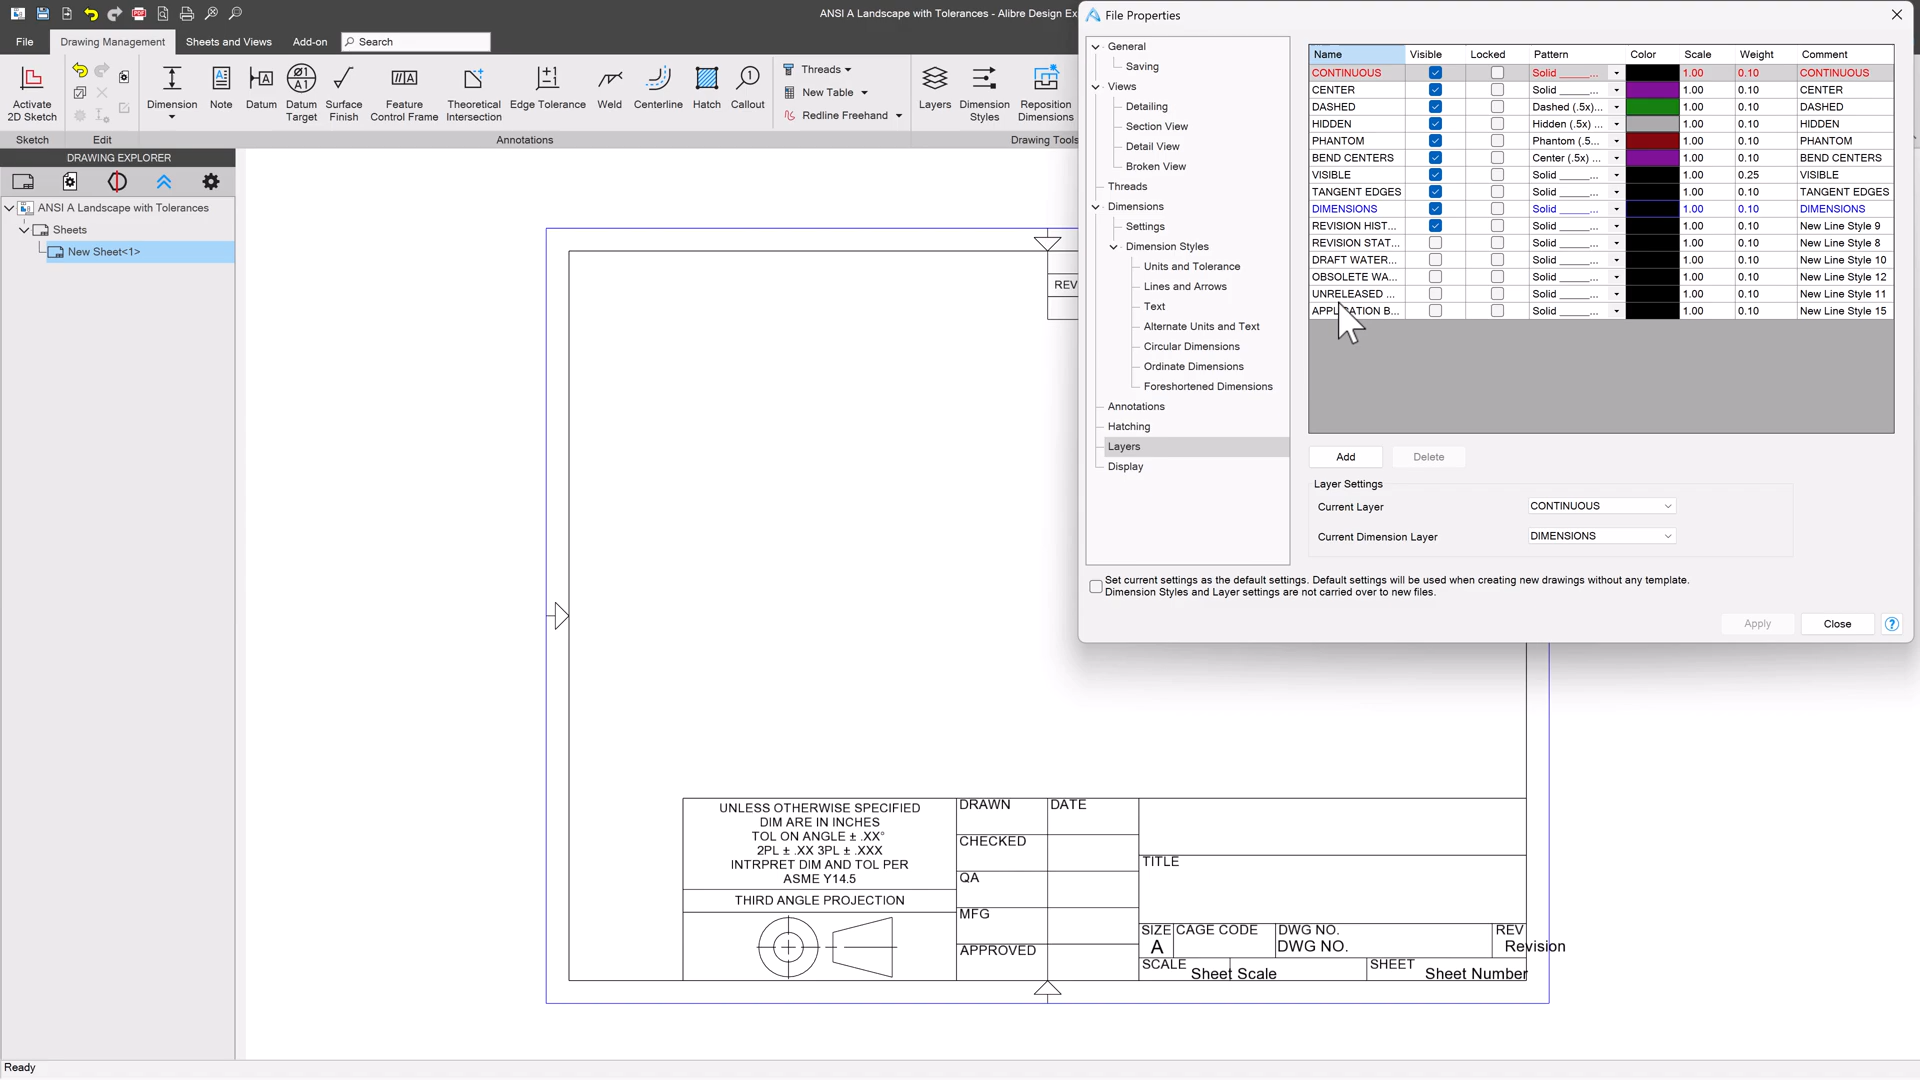 ANSI A Landscape with Tolerances - Alibre Design Ex
File Properties
File
Drawing Management
Sheets and Views
Add-on
Search
Activate
2D Sketch
Dimension
Note
Datum
Datum
Target
Surface
Finish
Feature
Control Frame
Theoretical
Intersection
Edge Tolerance
Weld
Centerline
Hatch
Callout
Threads
New Table
Redline Freehand
Layers
Dimension
Styles
Reposition
Dimensions
Sketch
Edit
Annotations
Drawing Tools
DRAWING EXPLORER
ANSI A Landscape with Tolerances
Sheets
New Sheet<1>
General
Saving
Views
Detailing
Section View
Detail View
Broken View
Threads
Dimensions
Settings
Dimension Styles
Units and Tolerance
Lines and Arrows
Text
Alternate Units and Text
Circular Dimensions
Ordinate Dimensions
Foreshortened Dimensions
Annotations
Hatching
Layers
Display
Name Visible Locked Pattern Color Scale Weight Comment
CONTINUOUS Solid _____... 1.00 0.10 CONTINUOUS
CENTER Solid _____... 1.00 0.10 CENTER
DASHED Dashed (.5x)... 1.00 0.10 DASHED
HIDDEN Hidden (.5x) ... 1.00 0.10 HIDDEN
PHANTOM Phantom (.5... 1.00 0.10 PHANTOM
BEND CENTERS Center (.5x) ... 1.00 0.10 BEND CENTERS
VISIBLE Solid _____... 1.00 0.25 VISIBLE
TANGENT EDGES Solid _____... 1.00 0.10 TANGENT EDGES
DIMENSIONS Solid _____... 1.00 0.10 DIMENSIONS
REVISION HIST... Solid _____... 1.00 0.10 New Line Style 9
REVISION STAT... Solid _____... 1.00 0.10 New Line Style 8
DRAFT WATER... Solid _____... 1.00 0.10 New Line Style 10
OBSOLETE WA... Solid _____... 1.00 0.10 New Line Style 12
UNRELEASED ... Solid _____... 1.00 0.10 New Line Style 11
APPLICATION B... Solid _____... 1.00 0.10 New Line Style 15
Add
Delete
Layer Settings
Current Layer
CONTINUOUS
Current Dimension Layer
DIMENSIONS
Set current settings as the default settings. Default settings will be used when creating new drawings without any template.
Dimension Styles and Layer settings are not carried over to new files.
Apply
Close
REV
UNLESS OTHERWISE SPECIFIED
DIM ARE IN INCHES
TOL ON ANGLE ± .XX°
2PL ± .XX 3PL ± .XXX
INTRPRET DIM AND TOL PER
ASME Y14.5
THIRD ANGLE PROJECTION
DRAWN
DATE
CHECKED
QA
MFG
APPROVED
TITLE
SIZE
A
CAGE CODE
DWG NO.
DWG NO.
REV
Revision
SCALE
Sheet Scale
SHEET
Sheet Number
Ready